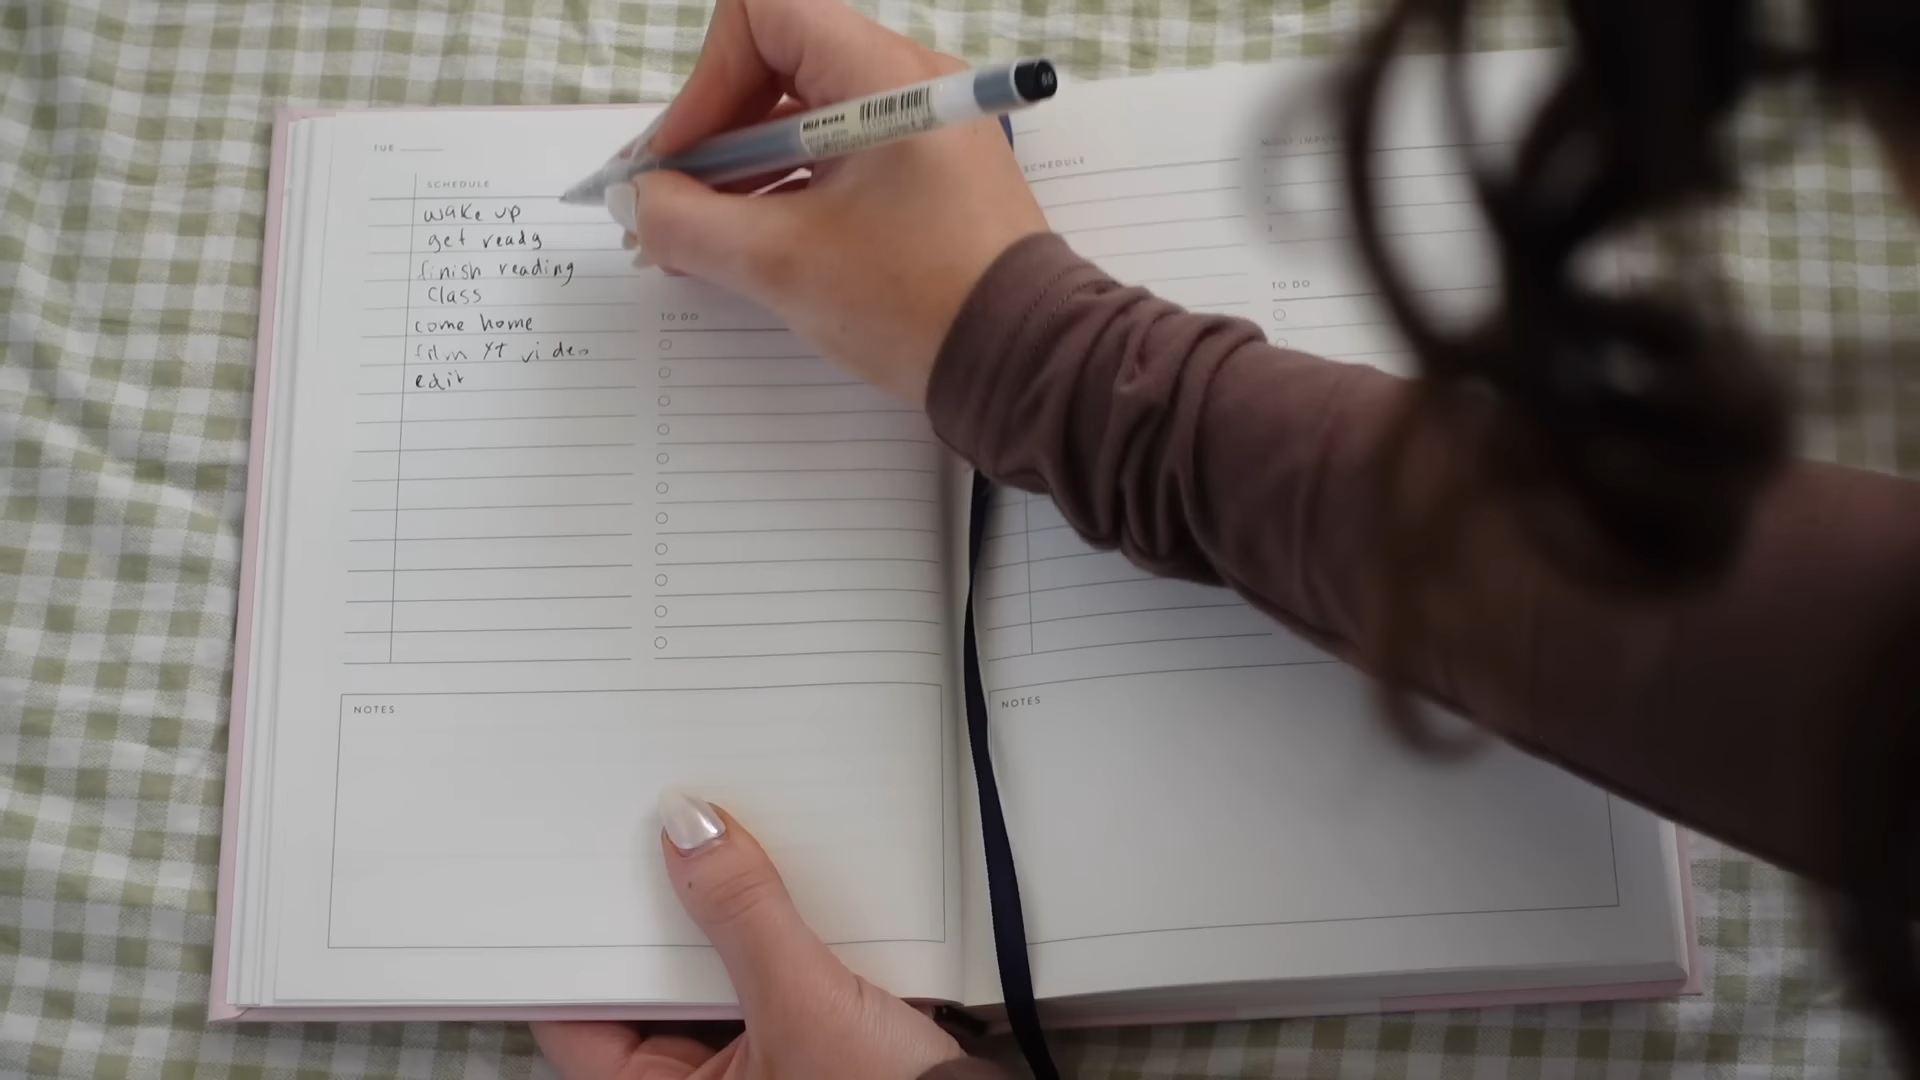 TUE
SCHEDULE
wake up
get ready
finish reading
class
come home
film YT video
edit
TO DO
NOTES
SCHEDULE
TO DO
NOTES